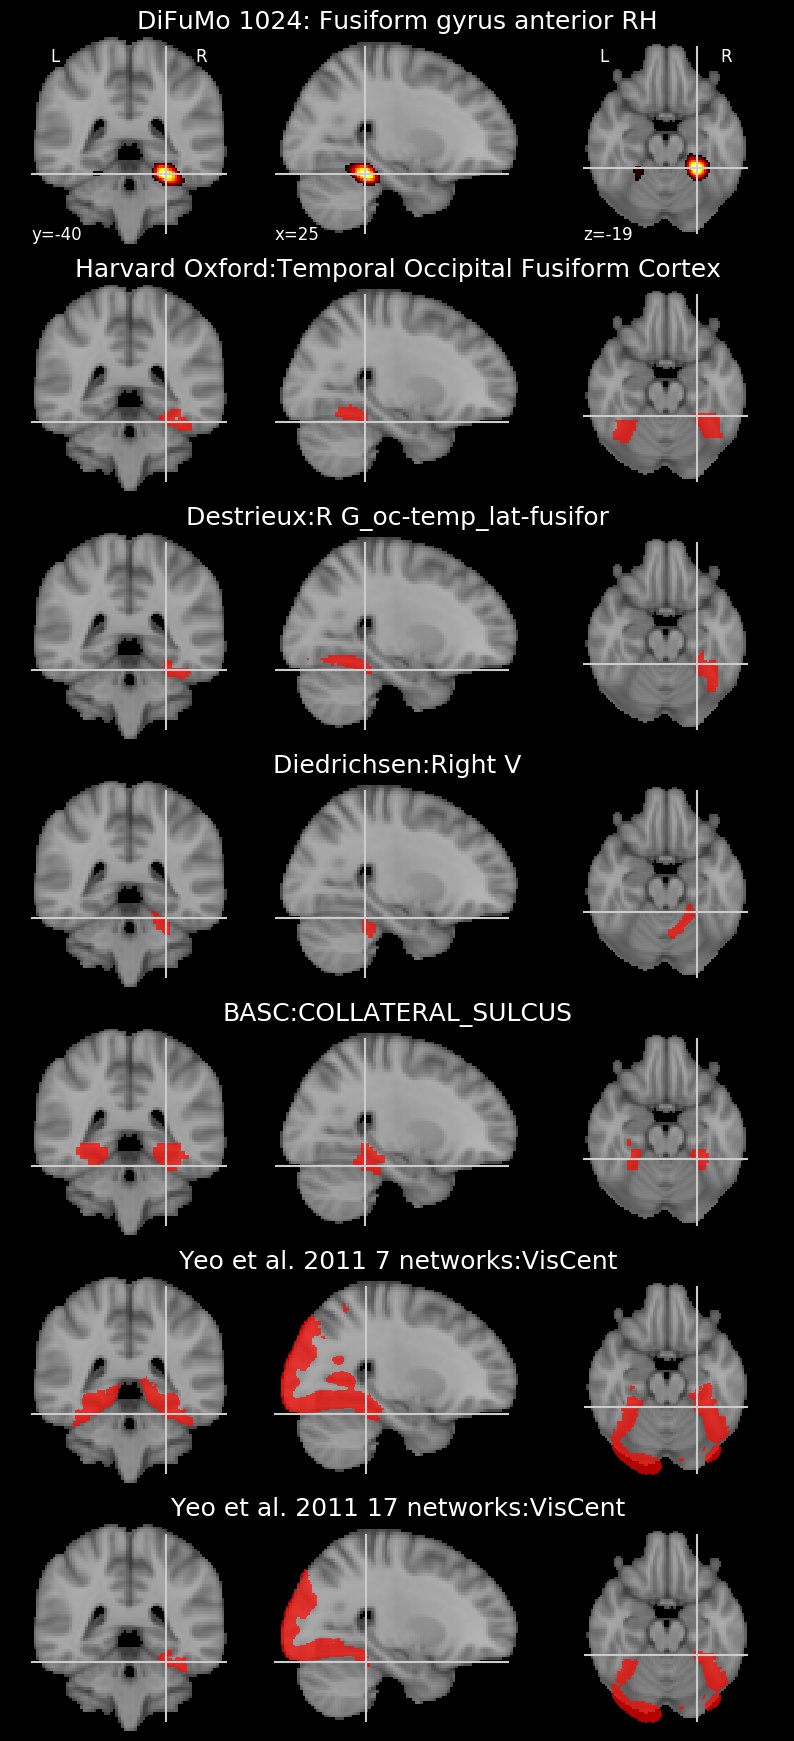 DiFuMo 1024: Fusiform gyrus anterior RH
L R L R
y=-40 x=25 z=-19
Harvard Oxford:Temporal Occipital Fusiform Cortex
Destrieux:R G_oc-temp_lat-fusifor
Diedrichsen:Right V
BASC:COLLATERAL_SULCUS
Yeo et al. 2011 7 networks:VisCent
Yeo et al. 2011 17 networks:VisCent